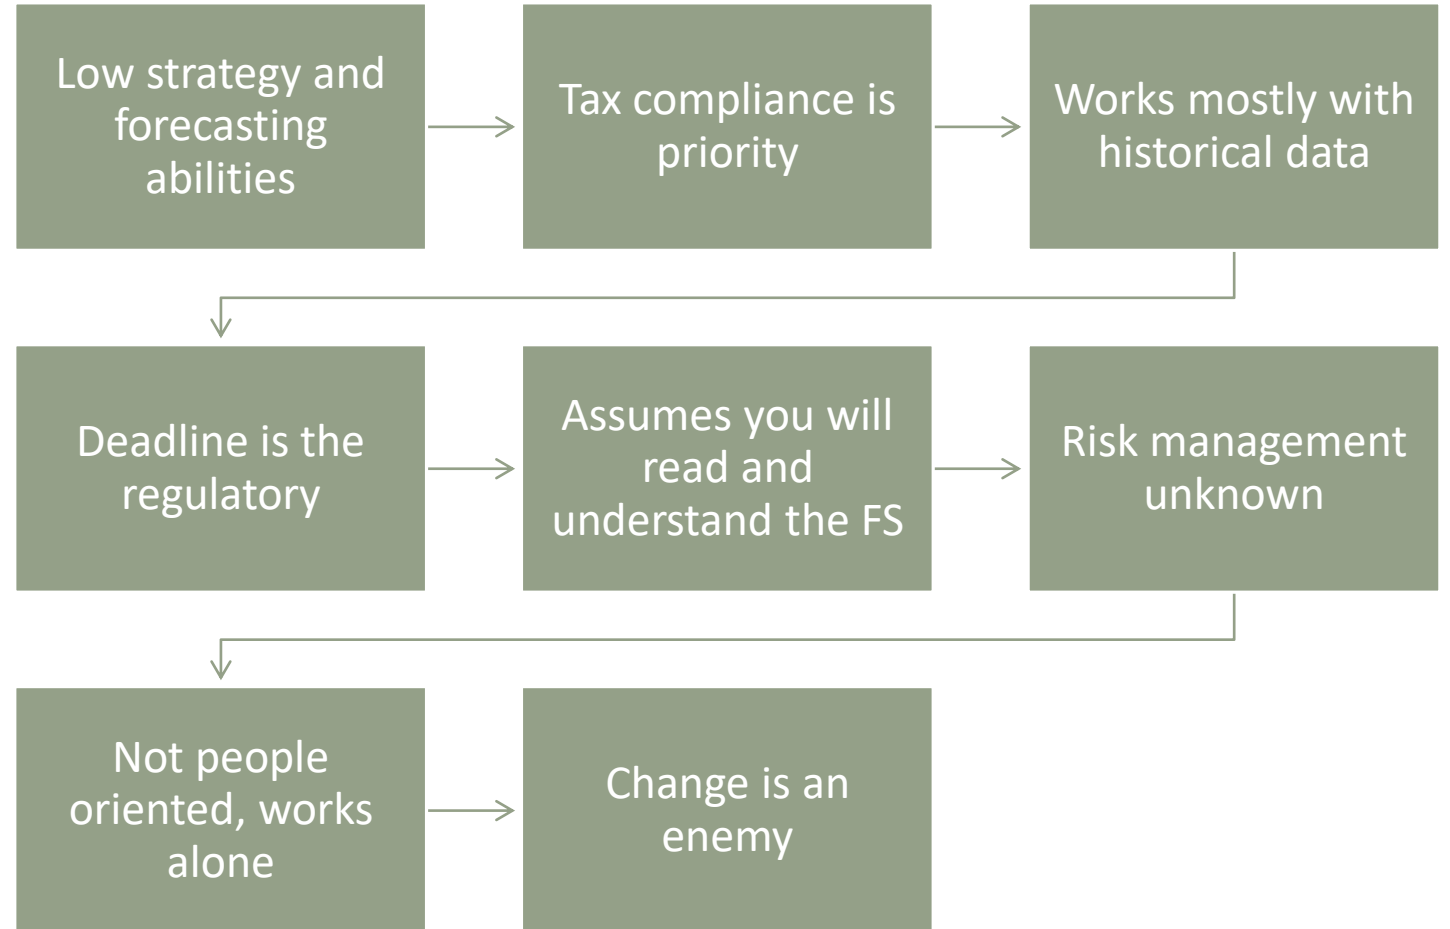 Low strategy and
forecasting
abilities
Tax compliance is
priority
Works mostly with
historical data
Deadline is the
regulatory
Assumes you will
read and
understand the FS
Risk management
unknown
Not people
oriented, works
alone
Change is an
enemy